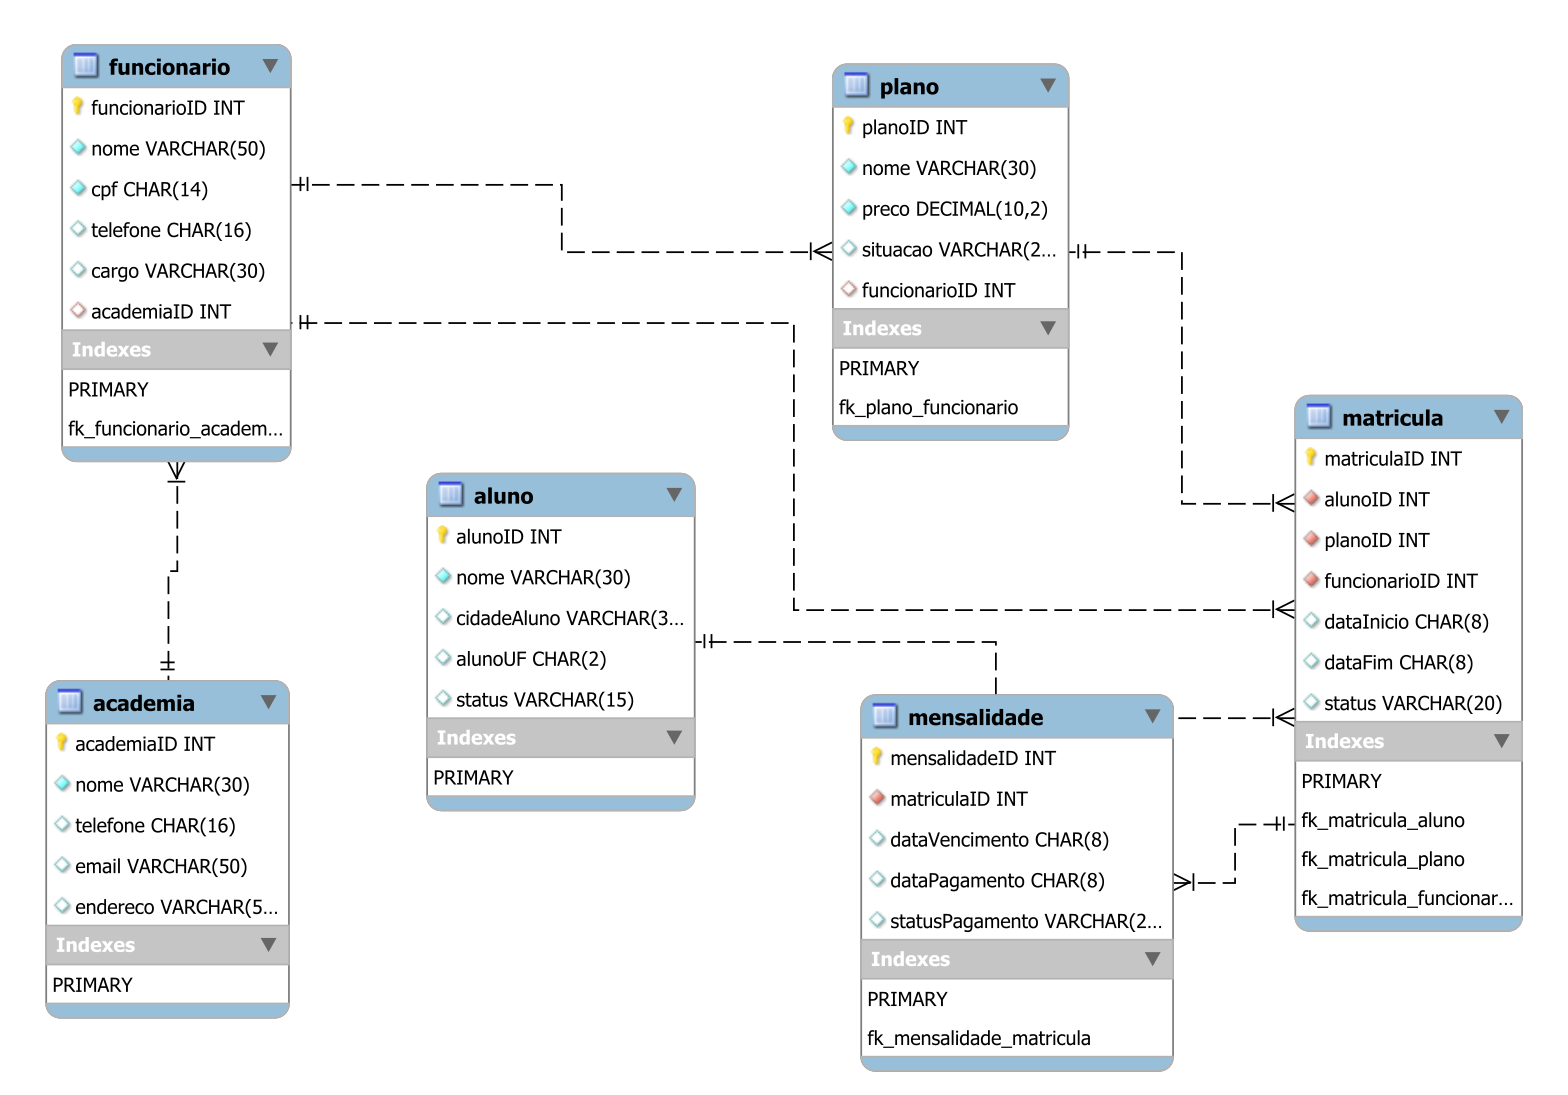 funcionario
funcionarioID INT
nome VARCHAR(50)
cpf CHAR(14)
telefone CHAR(16)
cargo VARCHAR(30)
academiaID INT
Indexes
PRIMARY
fk_funcionario_academ...
plano
planoID INT
nome VARCHAR(30)
preco DECIMAL(10,2)
situacao VARCHAR(2...
funcionarioID INT
Indexes
PRIMARY
fk_plano_funcionario
matricula
matriculaID INT
alunoID INT
planoID INT
funcionarioID INT
dataInicio CHAR(8)
dataFim CHAR(8)
status VARCHAR(20)
Indexes
PRIMARY
fk_matricula_aluno
fk_matricula_plano
fk_matricula_funcionar...
aluno
alunoID INT
nome VARCHAR(30)
cidadeAluno VARCHAR(3...
alunoUF CHAR(2)
status VARCHAR(15)
Indexes
PRIMARY
academia
academiaID INT
nome VARCHAR(30)
telefone CHAR(16)
email VARCHAR(50)
endereco VARCHAR(5...
Indexes
PRIMARY
mensalidade
mensalidadeID INT
matriculaID INT
dataVencimento CHAR(8)
dataPagamento CHAR(8)
statusPagamento VARCHAR(2...
Indexes
PRIMARY
fk_mensalidade_matricula